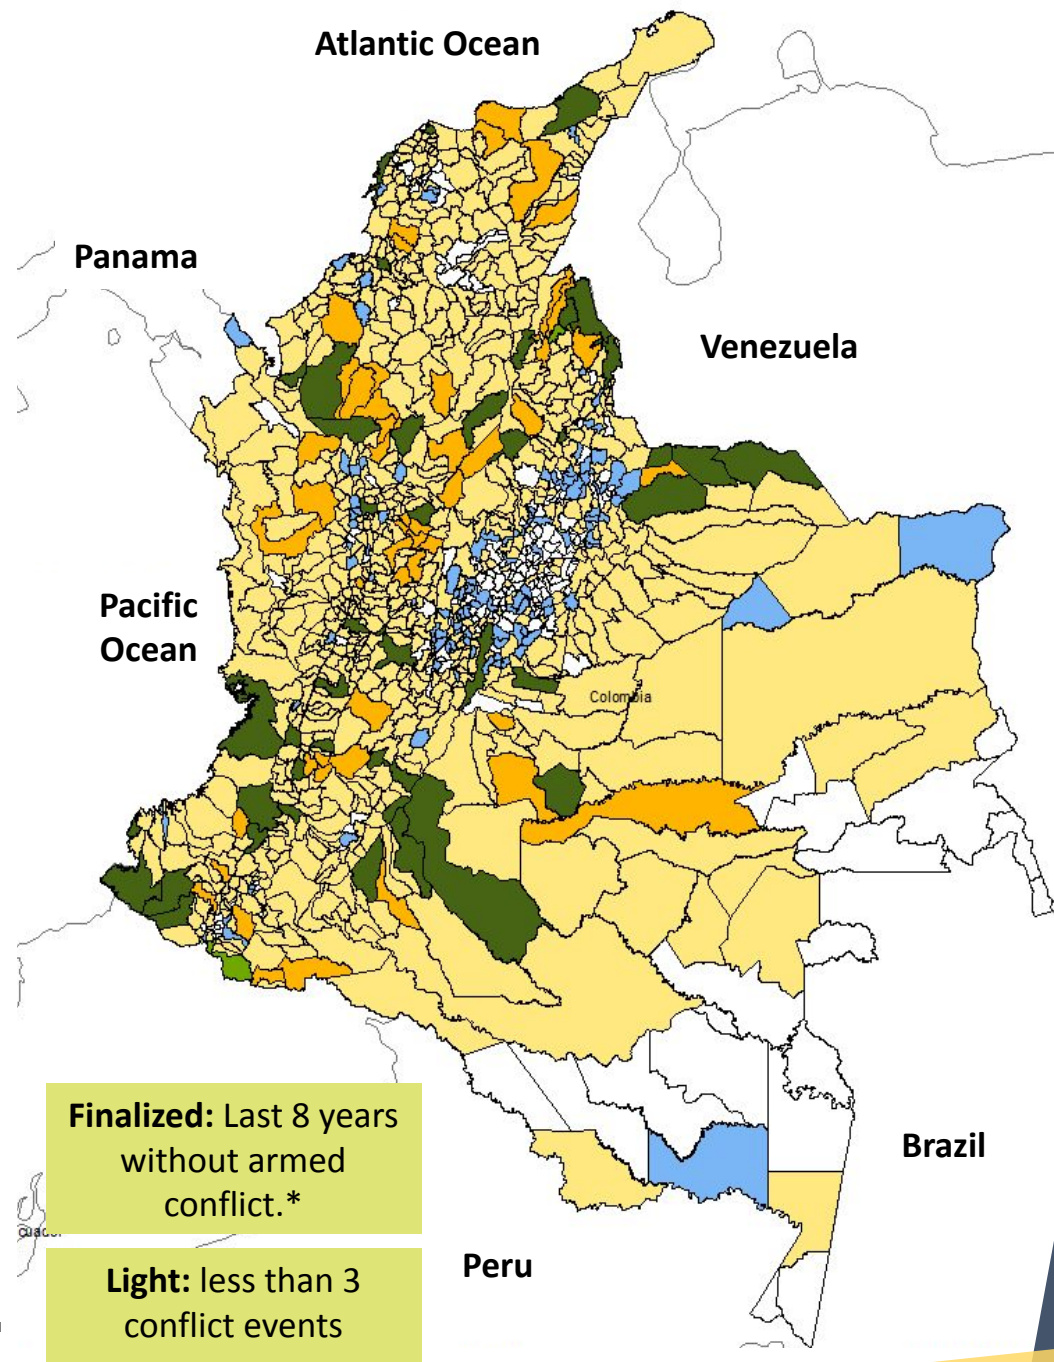 Atlantic Ocean
Panama
Venezuela
Pacific
Ocean
Colombia
Finalized: Last 8 years
without armed
conflict.*
Brazil
Light: less than 3
conflict events
Peru